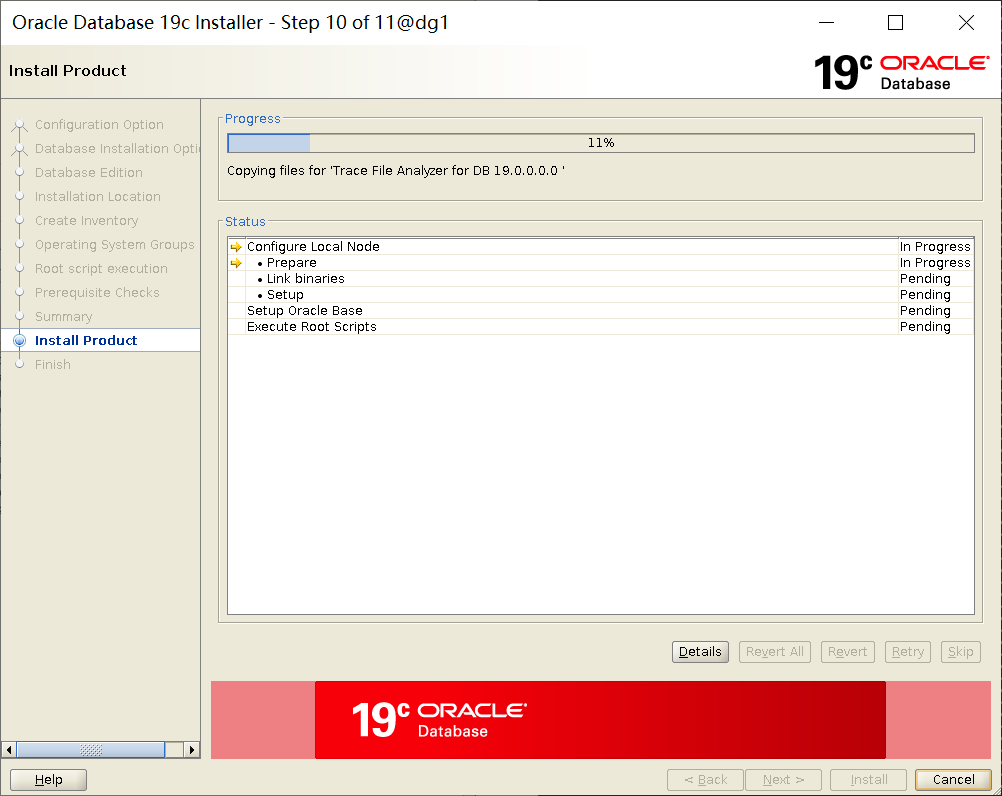 Oracle Database 19c Installer - Step 10 of 11@dg1
Install Product
19c ORACLE
Database
Configuration Option
Database Installation Opti
Database Edition
Installation Location
Create Inventory
Operating System Groups
Root script execution
Prerequisite Checks
Summary
Install Product
Finish
Progress
11%
Copying files for 'Trace File Analyzer for DB 19.0.0.0.0 '
Status
Configure Local Node In Progress
• Prepare In Progress
• Link binaries Pending
• Setup Pending
Setup Oracle Base Pending
Execute Root Scripts Pending
Details Revert All Revert Retry Skip
19c ORACLE
Database
Help < Back Next > Install Cancel